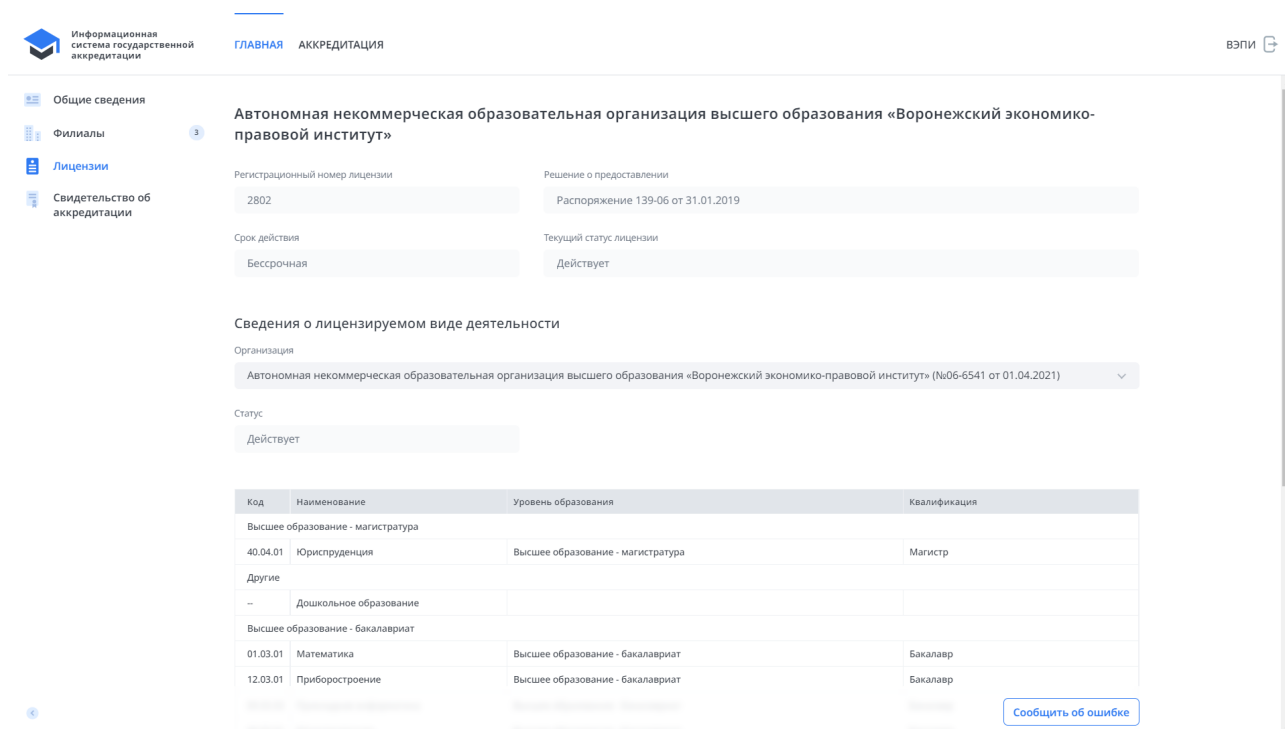 Информационная
система государственной
аккредитации
ГЛАВНАЯ АККРЕДИТАЦИЯ
ВЭПИ
Общие сведения
Филиалы 3
Лицензии
Свидетельство об
аккредитации
Автономная некоммерческая образовательная организация высшего образования «Воронежский экономико-
правовой институт»
Регистрационный номер лицензии Решение о предоставлении
2802 Распоряжение 139-06 от 31.01.2019
Срок действия Текущий статус лицензии
Бессрочная Действует
Сведения о лицензируемом виде деятельности
Организация
Автономная некоммерческая образовательная организация высшего образования «Воронежский экономико-правовой институт» (№06-6541 от 01.04.2021)
Статус
Действует
Код Наименование Уровень образования Квалификация
Высшее образование - магистратура
40.04.01 Юриспруденция Высшее образование - магистратура Магистр
Другие
-- Дошкольное образование
Высшее образование - бакалавриат
01.03.01 Математика Высшее образование - бакалавриат Бакалавр
12.03.01 Приборостроение Высшее образование - бакалавриат Бакалавр
Сообщить об ошибке